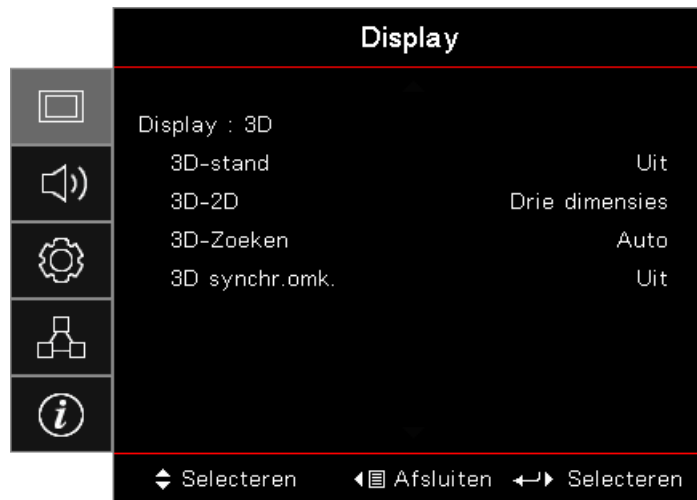 Display
Display : 3D
3D-stand Uit
3D-2D Drie dimensies
3D-Zoeken Auto
3D synchr.omk. Uit
Selecteren Afsluiten Selecteren